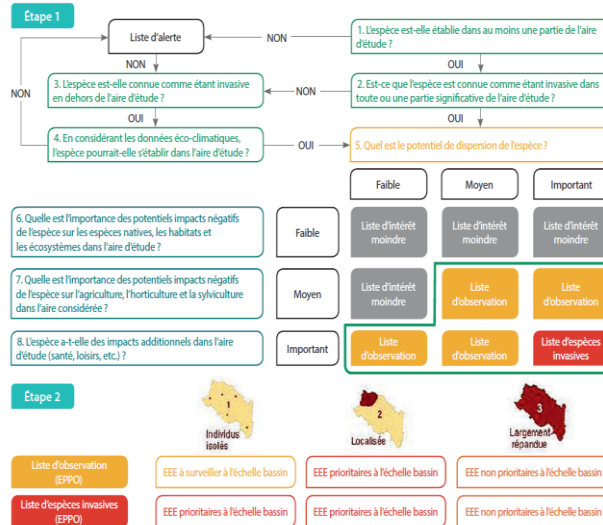 Étape 1
Liste d'alerte
NON
1. L'espèce est-elle établie dans au moins une partie de l'aire
d'étude ?
NON
OUI
NON
3. L'espèce est-elle connue comme étant invasive
en dehors de l'aire d'étude ?
NON
2. Est-ce que l'espèce est connue comme étant invasive dans
toute ou une partie significative de l'aire d'étude ?
OUI
OUI
4. En considérant les données éco-climatiques,
l'espèce pourrait-elle s'établir dans l'aire d'étude ?
OUI
5. Quel est le potentiel de dispersion de l'espèce ?
Faible
Moyen
Important
6. Quelle est l'importance des potentiels impacts négatifs
de l'espèce sur les espèces natives, les habitats et
les écosystèmes dans l'aire d'étude ?
Faible
Liste d'intérêt
moindre
Liste d'intérêt
moindre
Liste d'intérêt
moindre
7. Quelle est l'importance des potentiels impacts négatifs
de l'espèce sur l'agriculture, l'horticulture et la sylviculture
dans l'aire considérée ?
Moyen
Liste d'intérêt
moindre
Liste
d'observation
Liste
d'observation
8. L'espèce a-t-elle des impacts additionnels dans l'aire
d'étude (santé, loisirs, etc.) ?
Important
Liste
d'observation
Liste
d'observation
Liste d'espèces
invasives
Étape 2
1
Individus
isolés
2
Localisée
3
Largement
répandue
Liste d'observation
(EPPO)
EEE à surveiller à l'échelle bassin
EEE prioritaires à l'échelle bassin
EEE non prioritaires à l'échelle bassin
Liste d'espèces invasives
(EPPO)
EEE prioritaires à l'échelle bassin
EEE prioritaires à l'échelle bassin
EEE non prioritaires à l'échelle bassin